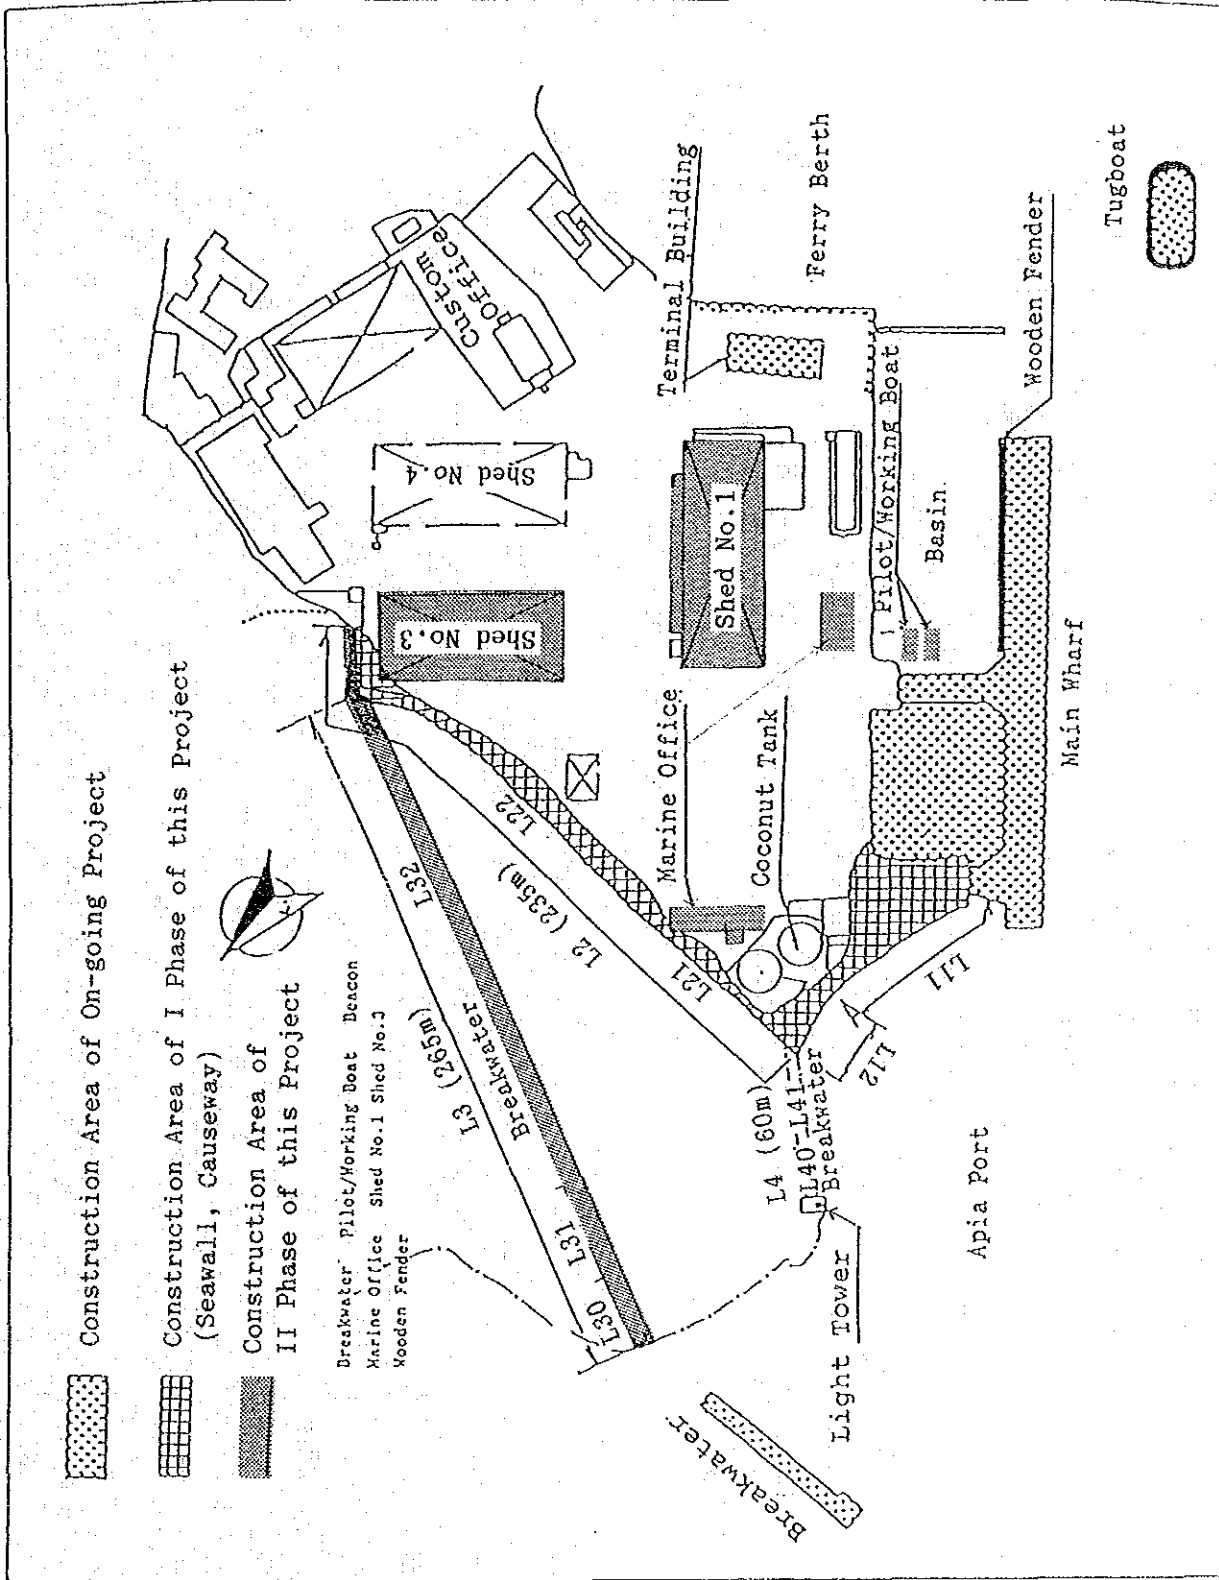 Construction Area of On-going Project
Construction Area of I Phase of this Project
(Seawall, Causeway)
Construction Area of
II Phase of this Project
Breakwater Pilot/Working Boat Beacon
Marine Office Shed No.1 Shed No.3
Wooden Fender
Custom
Office
Shed No.4
Shed No.3
Shed No.1
Terminal Building
Ferry Berth
Pilot/Working Boat
Basin
Wooden Fender
Tugboat
Main Wharf
Marine Office
Coconut Tank
L3 (265m)
Breakwater
L32
L31
L30
L2 (235m)
L22
L21
L11
L12
L4 (60m)
L40 L41
Breakwater
Light Tower
Apia Port
Breakwater